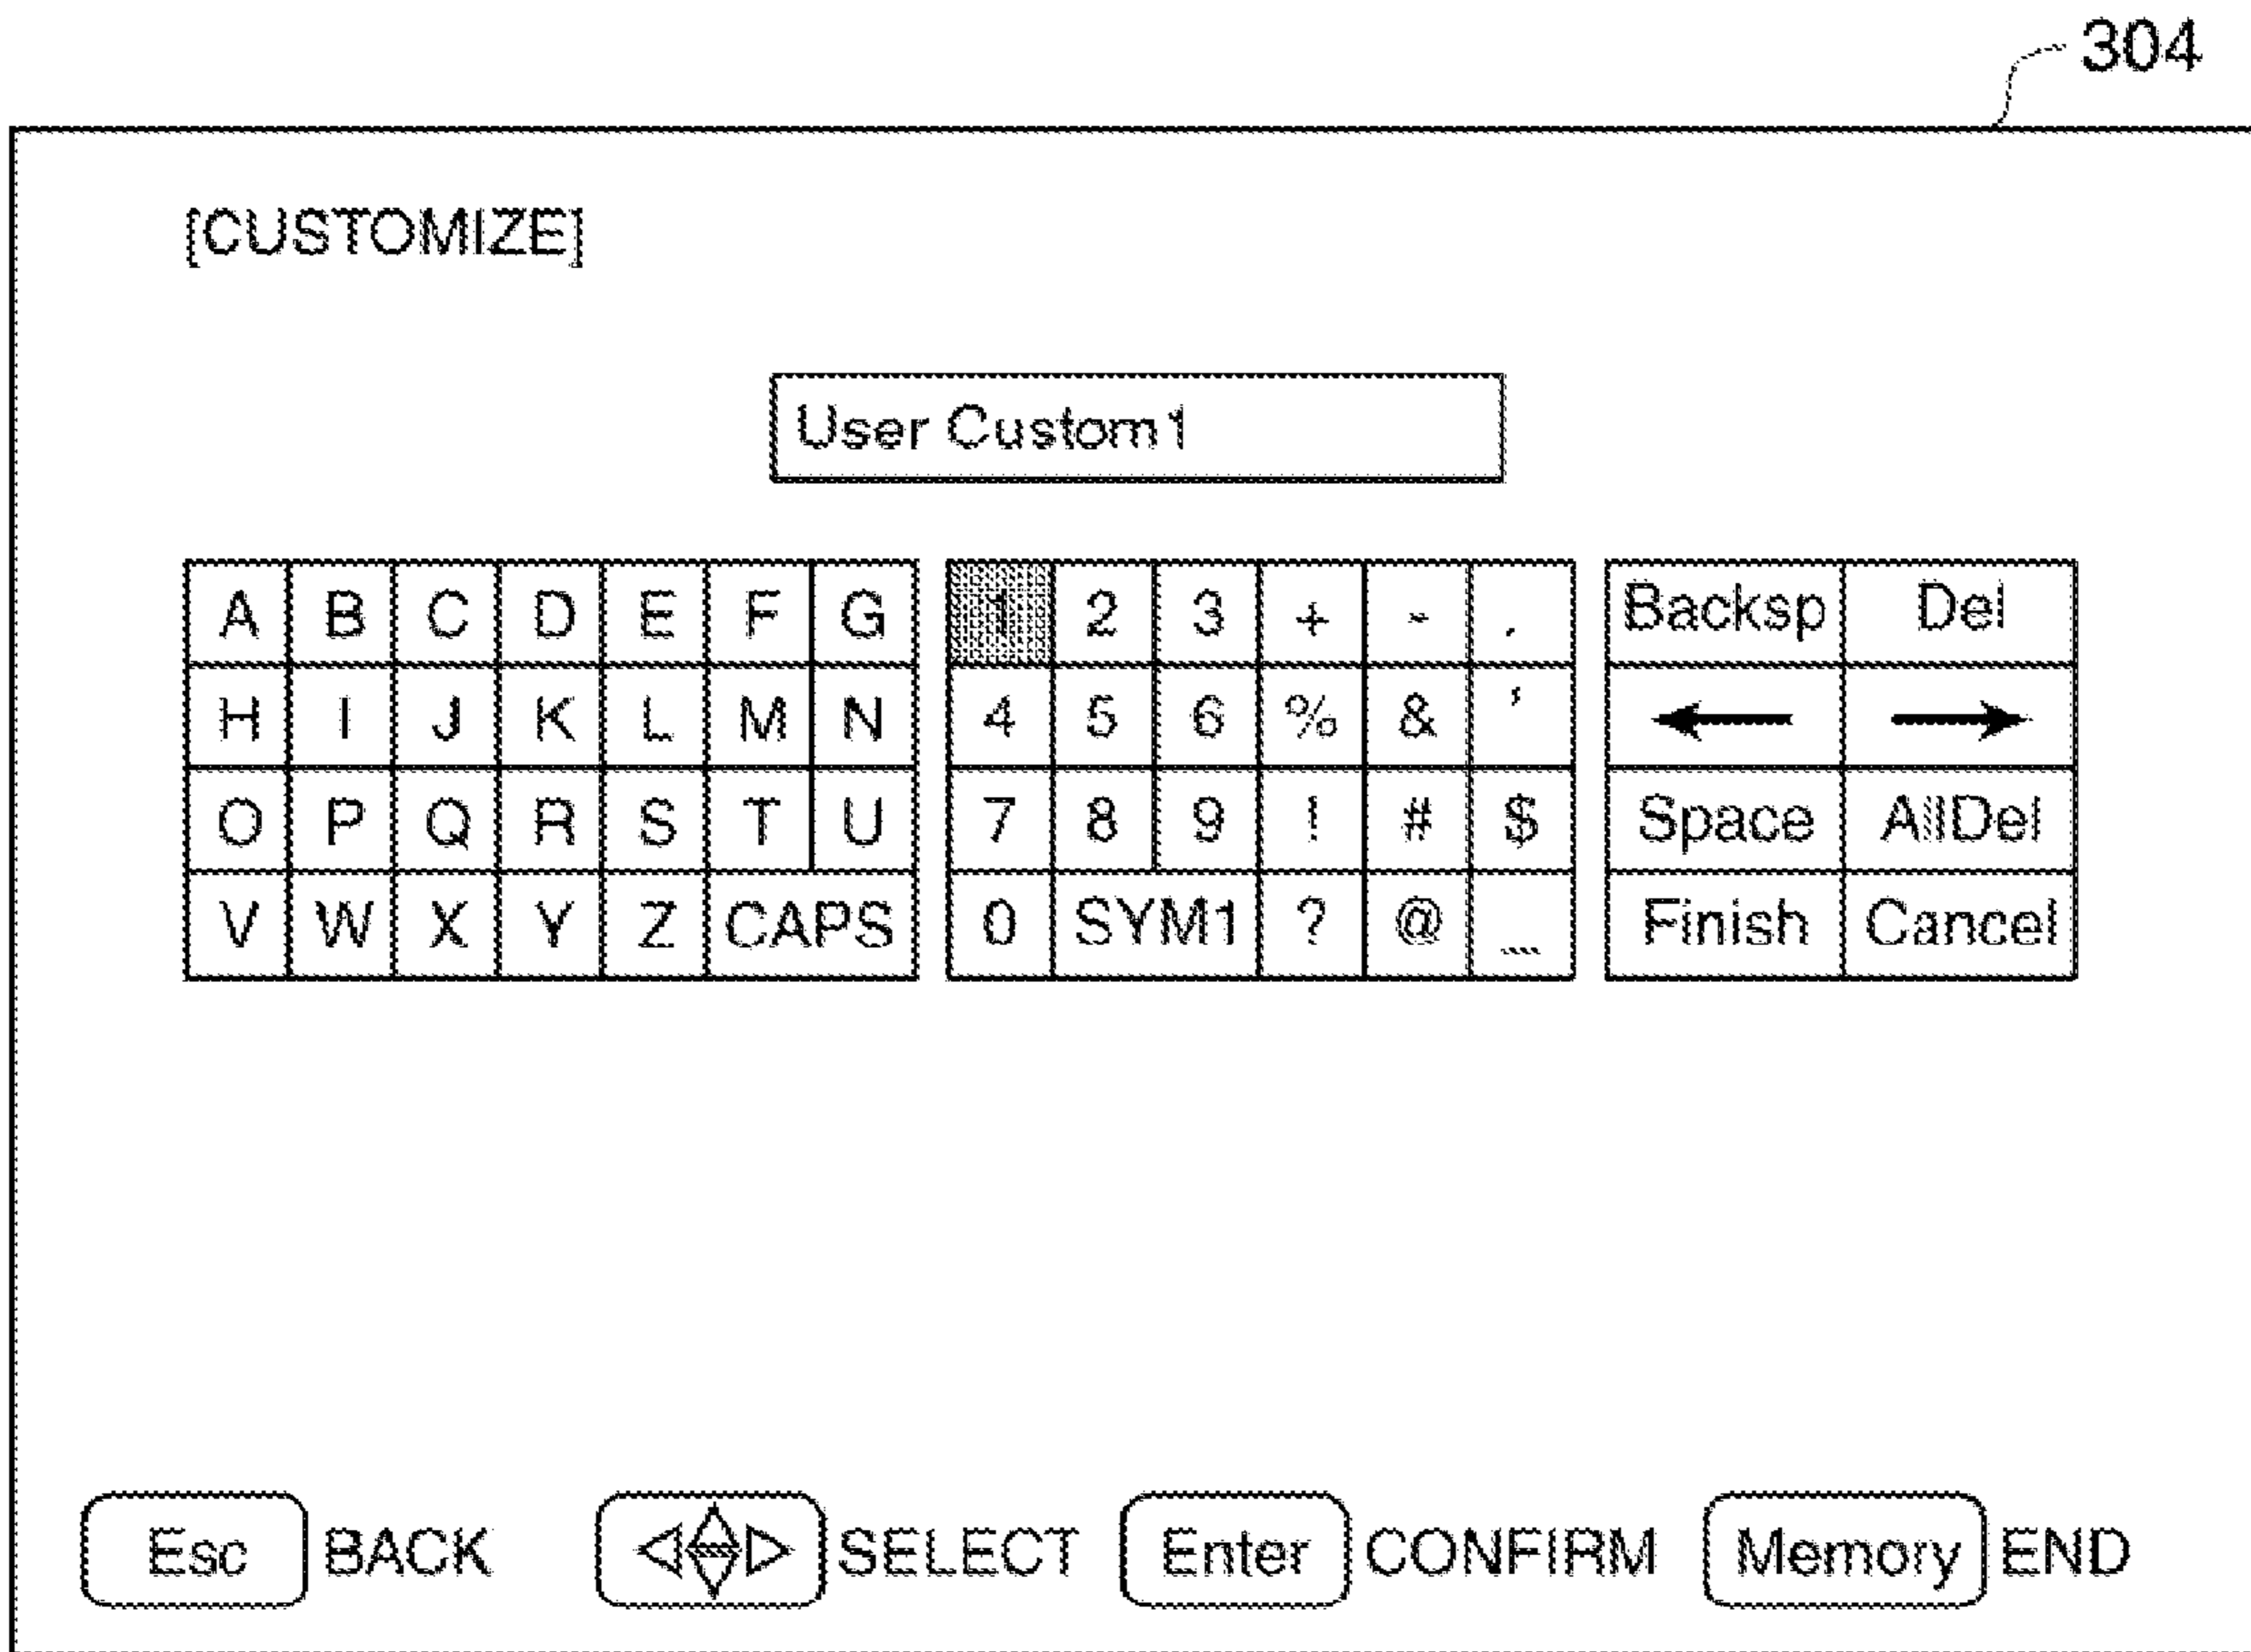 304
[CUSTOMIZE]
User Custom1
A B C D E F G 1 2 3 + - . Backsp Del
H I J K L M N 4 5 6 % & ' ← →
O P Q R S T U 7 8 9 ! # $ Space AllDel
V W X Y Z CAPS 0 SYM1 ? @ _ Finish Cancel
Esc BACK SELECT Enter CONFIRM Memory END